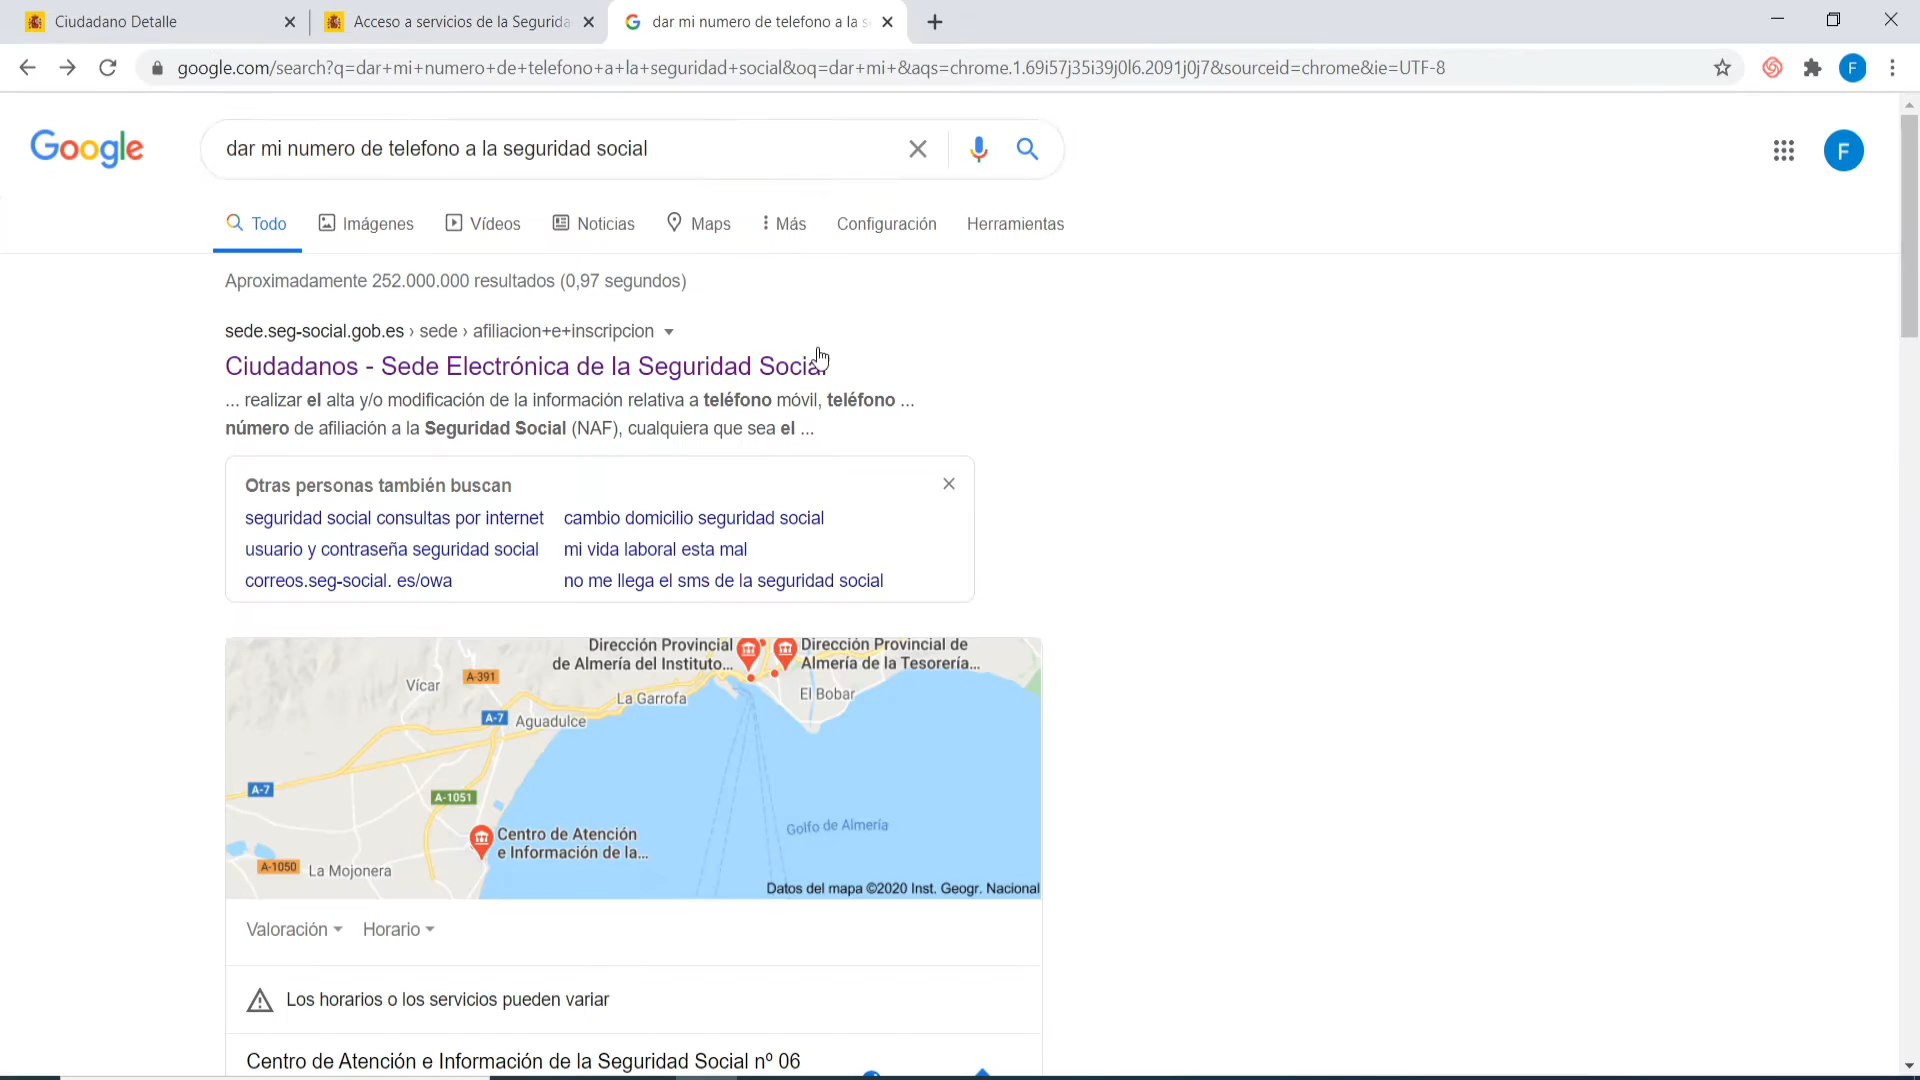 Ciudadano Detalle
Acceso a servicios de la Segurida
dar mi numero de telefono a la s
google.com/search?q=dar+mi+numero+de+telefono+a+la+seguridad+social&oq=dar+mi+&aqs=chrome.1.69i57j35i39j0l6.2091j0j7&sourceid=chrome&ie=UTF-8
F
Google
dar mi numero de telefono a la seguridad social
F
Todo
Imágenes
Vídeos
Noticias
Maps
Más
Configuración
Herramientas
Aproximadamente 252.000.000 resultados (0,97 segundos)
sede.seg-social.gob.es › sede › afiliacion+e+inscripcion
Ciudadanos - Sede Electrónica de la Seguridad Social
... realizar el alta y/o modificación de la información relativa a teléfono móvil, teléfono ...
número de afiliación a la Seguridad Social (NAF), cualquiera que sea el ...
Otras personas también buscan
seguridad social consultas por internet
cambio domicilio seguridad social
usuario y contraseña seguridad social
mi vida laboral esta mal
correos.seg-social. es/owa
no me llega el sms de la seguridad social
Dirección Provincial
de Almería del Instituto...
Dirección Provincial de
Almería de la Tesorería...
Vícar
A-391
La Garrofa
El Bobar
A-7
Aguadulce
A-7
A-1051
Centro de Atención
e Información de la...
Golfo de Almería
A-1050
La Mojonera
Datos del mapa ©2020 Inst. Geogr. Nacional
Valoración
Horario
Los horarios o los servicios pueden variar
Centro de Atención e Información de la Seguridad Social nº 06